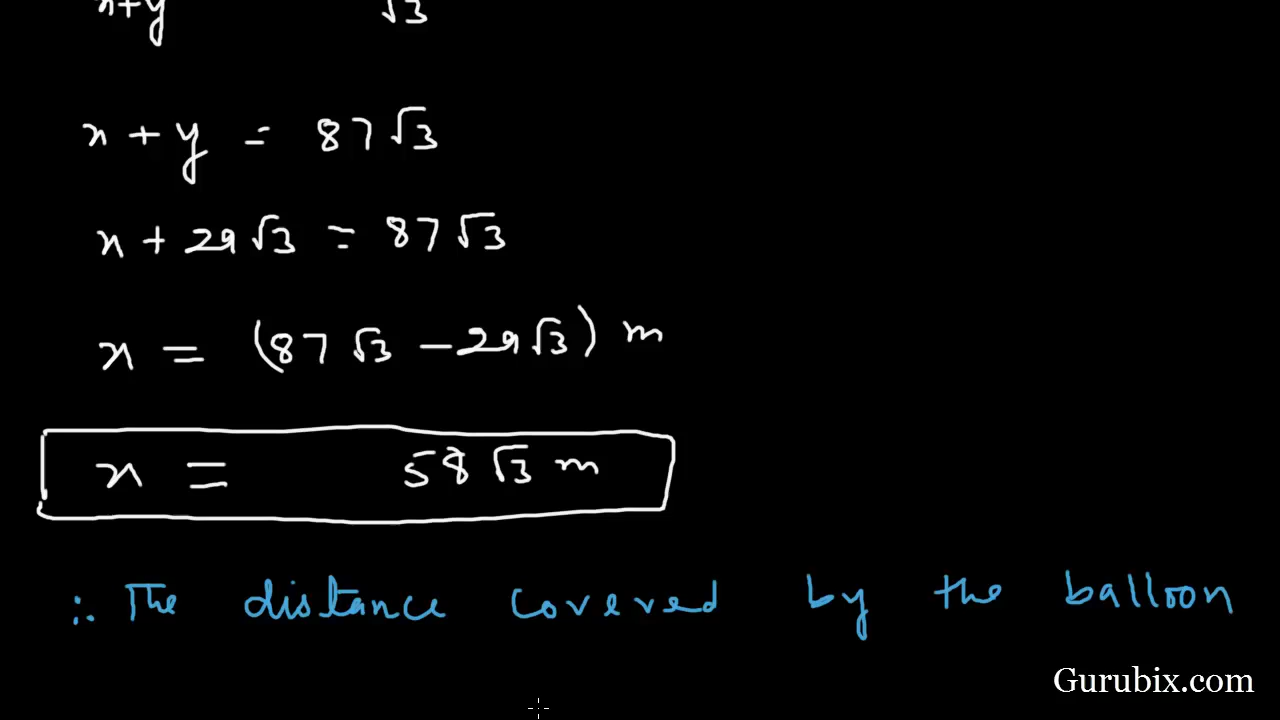 x+y √3
x + y = 87√3
x + 29√3 = 87√3
x = (87√3 - 29√3) m
x = 58√3 m
∴ The distance covered by the balloon
Gurubix.com